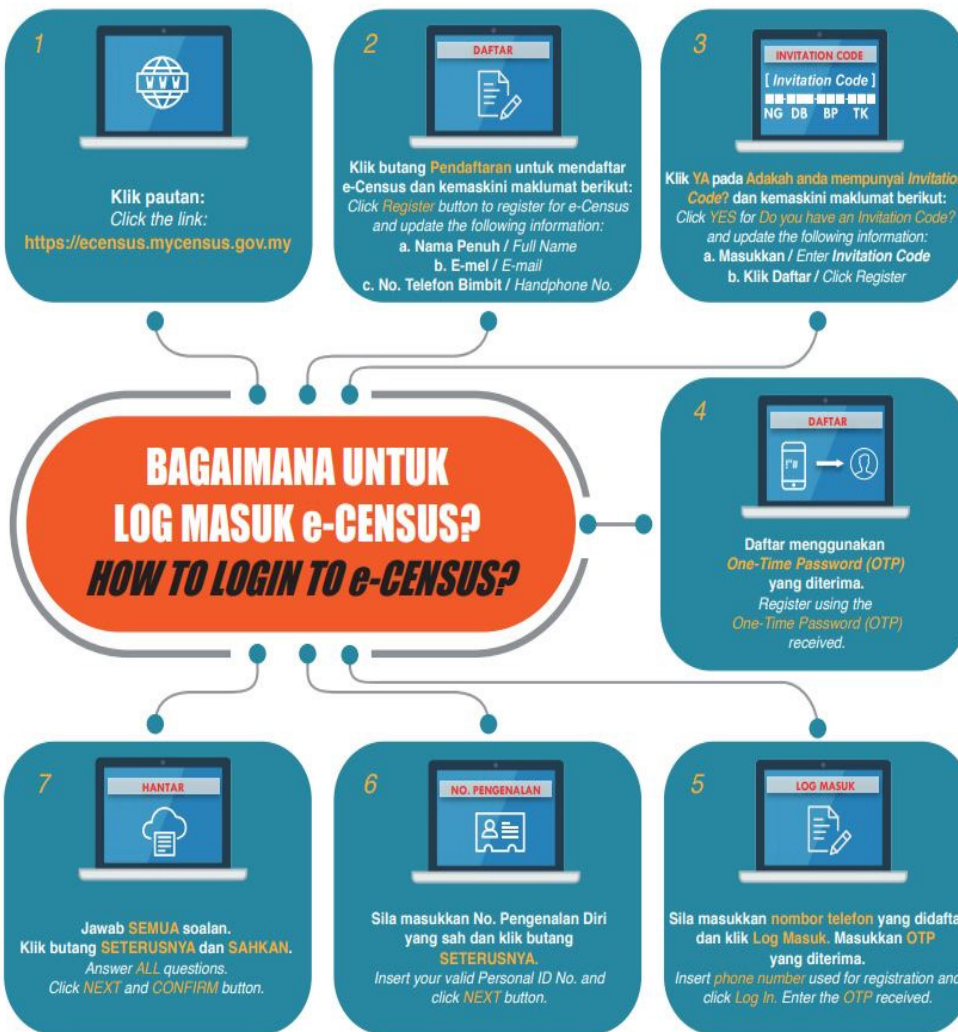 1
WWW
Klik pautan:
Click the link:
https://ecensus.mycensus.gov.my
2
DAFTAR
Klik butang Pendaftaran untuk mendaftar
e-Census dan kemaskini maklumat berikut:
Click Register button to register for e-Census
and update the following information:
a. Nama Penuh / Full Name
b. E-mel / E-mail
c. No. Telefon Bimbit / Handphone No.
3
INVITATION CODE
[ Invitation Code ]
NG DB BP TK
Klik YA pada Adakah anda mempunyai Invitation
Code? dan kemaskini maklumat berikut:
Click YES for Do you have an Invitation Code?
and update the following information:
a. Masukkan / Enter Invitation Code
b. Klik Daftar / Click Register
BAGAIMANA UNTUK
LOG MASUK e-CENSUS?
HOW TO LOGIN TO e-CENSUS?
4
DAFTAR
!"#
Daftar menggunakan
One-Time Password (OTP)
yang diterima.
Register using the
One-Time Password (OTP)
received.
5
LOG MASUK
Sila masukkan nombor telefon yang didafta
dan klik Log Masuk. Masukkan OTP
yang diterima.
Insert phone number used for registration and
click Log In. Enter the OTP received.
6
NO. PENGENALAN
Sila masukkan No. Pengenalan Diri
yang sah dan klik butang
SETERUSNYA.
Insert your valid Personal ID No. and
click NEXT button.
7
HANTAR
Jawab SEMUA soalan.
Klik butang SETERUSNYA dan SAHKAN.
Answer ALL questions.
Click NEXT and CONFIRM button.